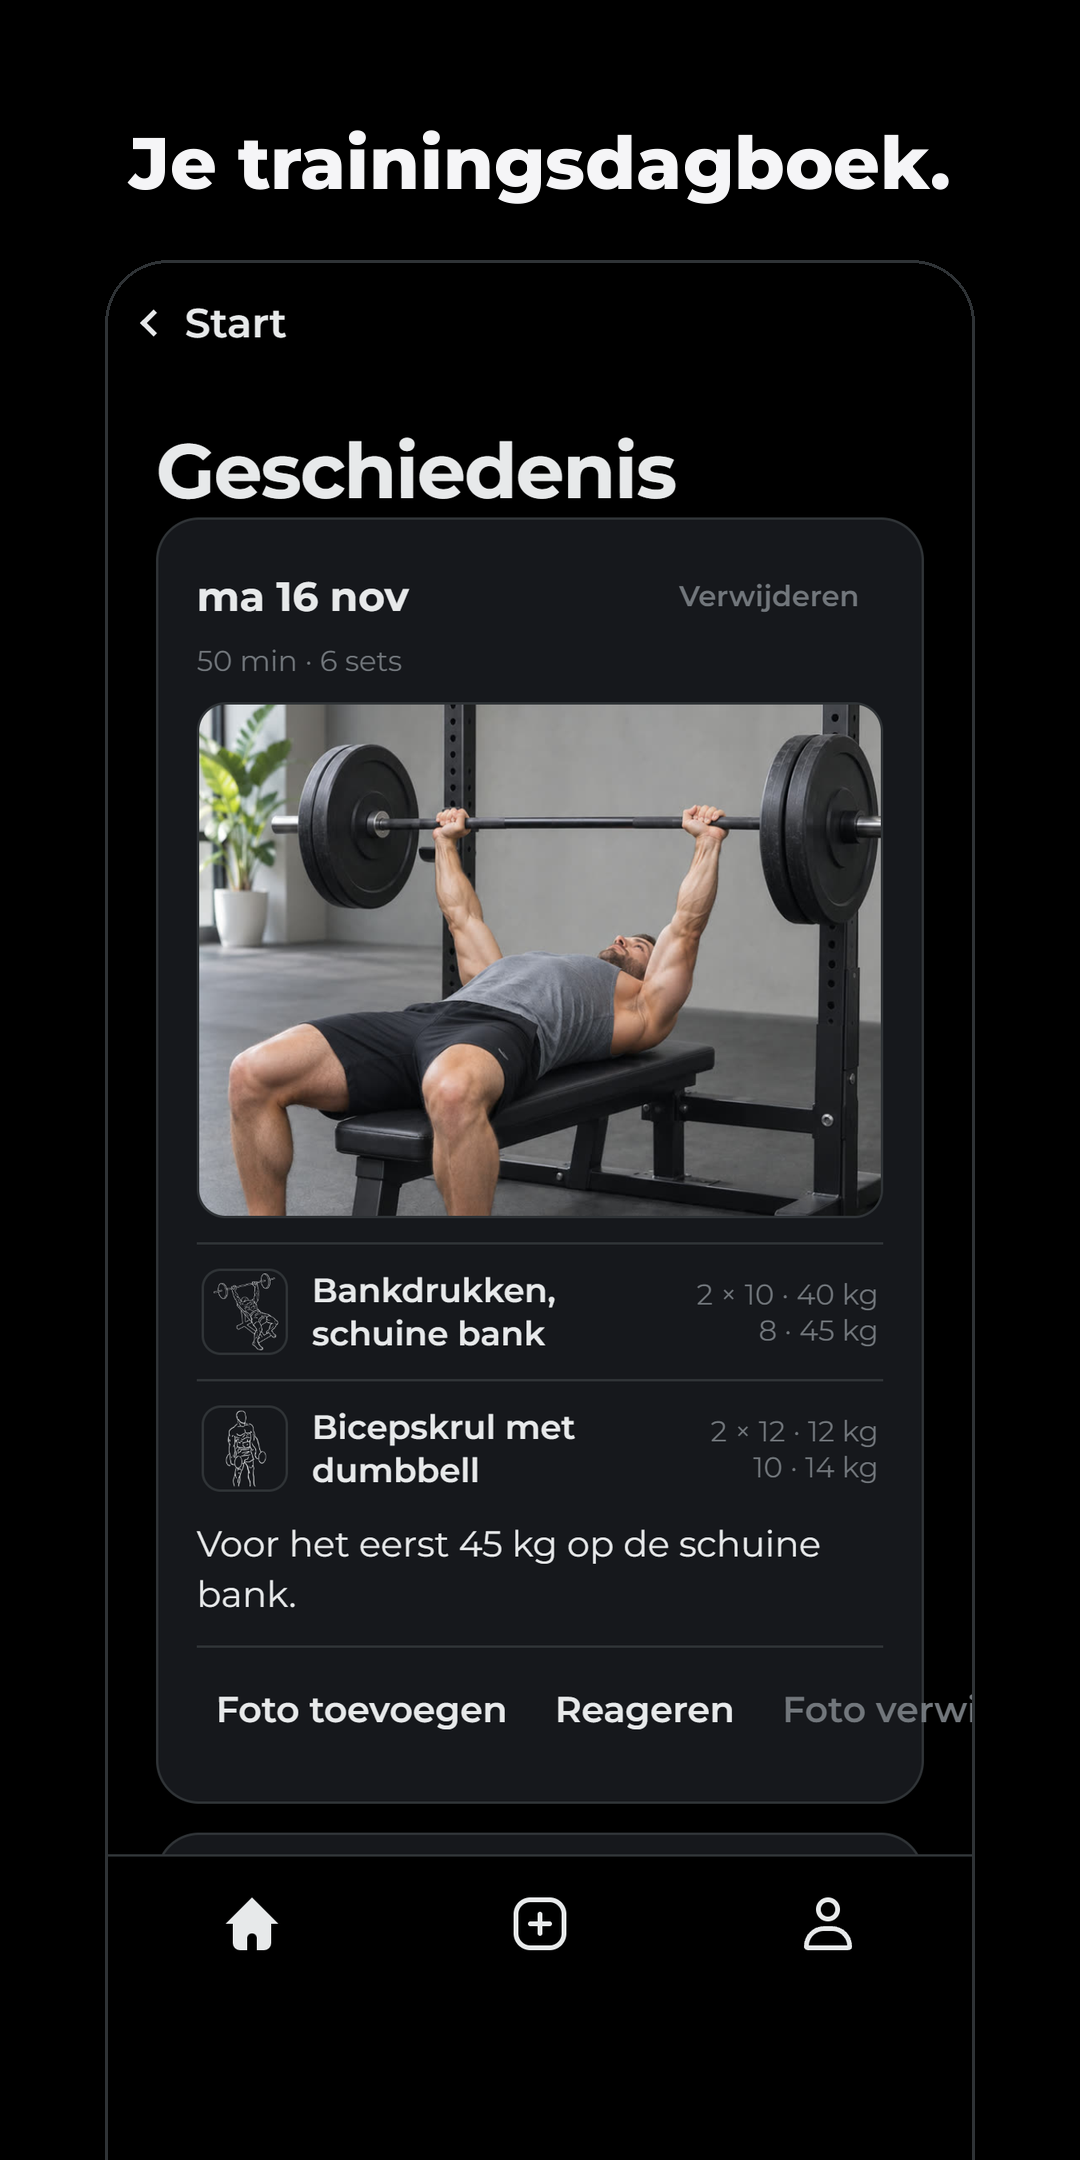 Je trainingsdagboek.
Start
Geschiedenis
ma 16 nov
Verwijderen
50 min · 6 sets
Bankdrukken,
schuine bank
2 × 10 · 40 kg
8 · 45 kg
Bicepskrul met
dumbbell
2 × 12 · 12 kg
10 · 14 kg
Voor het eerst 45 kg op de schuine
bank.
Foto toevoegen
Reageren
Foto verwi